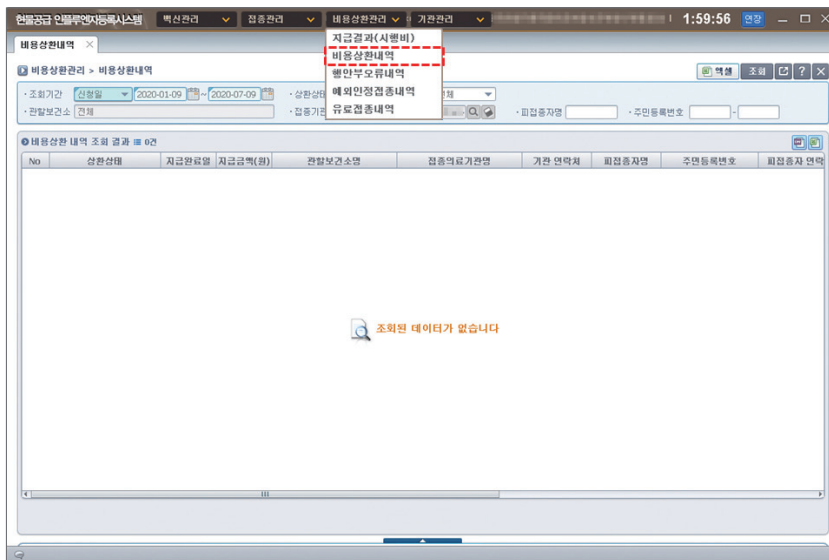 현물공급 인플루엔자등록시스템 백신관리 접종관리 비용상환관리 기관관리 1:59:56 연장
비용상환내역
지급결과(시행비)
비용상환내역
행안부오류내역
예외인정접종내역
유료접종내역
비용상환관리 > 비용상환내역 엑셀 조회
조회기간 신청일 2020-01-09 ~ 2020-07-09 상환상태
관할보건소 전체 접종기관 피접종자명 주민등록번호 -
비용상환 내역 조회 결과 0건
No 상환상태 지급완료일 지급금액(원) 관할보건소명 접종의료기관명 기관 연락처 피접종자명 주민등록번호 피접종자 연락
조회된 데이터가 없습니다